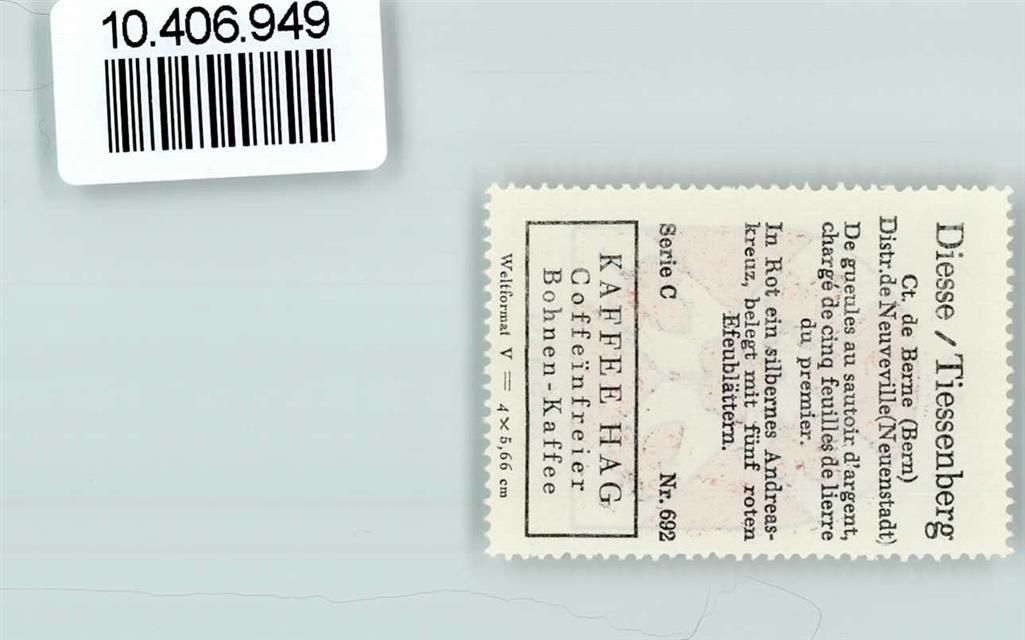 10.406.949
Diesse / Tiessenberg
Ct. de Berne (Bern)
Distr. de Neuveville (Neuenstadt)
De gueules au sautoir d'argent,
chargé de cinq feuilles de lierre
du premier.
In Rot ein silbernes Andreas-
kreuz, belegt mit fünf roten
Efeublättern.
Serie C Nr. 692
KAFFEE HAG
Coffeïnfreier
Bohnen-Kaffee
Weltformat V = 4 × 5,66 cm